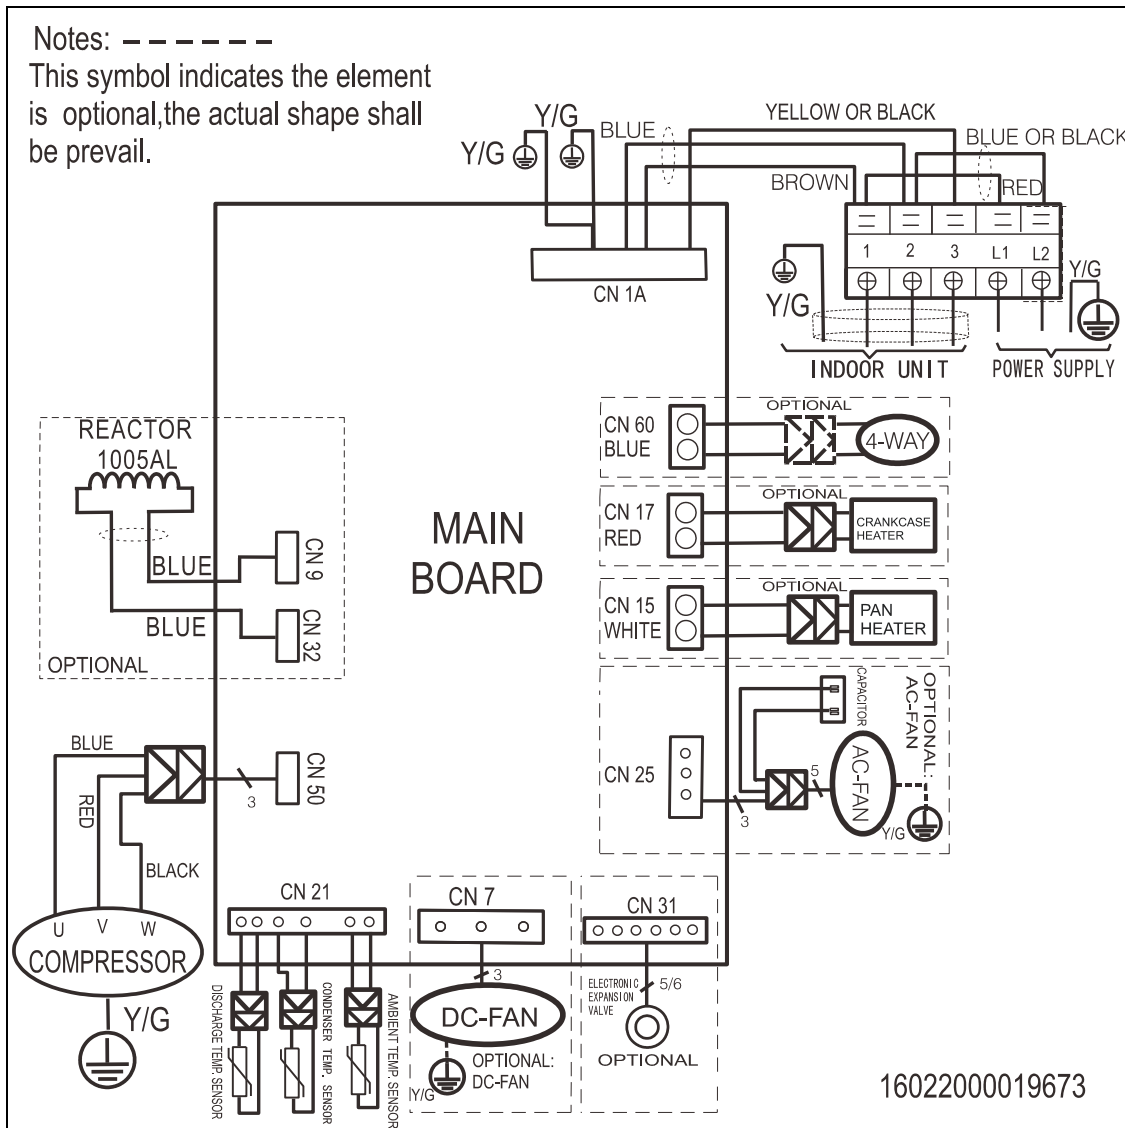 Notes: – – – – – –
This symbol indicates the element
is optional,the actual shape shall
be prevail.
Y/G
Y/G
BLUE
YELLOW OR BLACK
BLUE OR BLACK
BROWN
RED
1 2 3 L1 L2
CN 1A
Y/G
Y/G
INDOOR UNIT
POWER SUPPLY
REACTOR
1005AL
BLUE
CN 9
BLUE
CN 32
OPTIONAL
MAIN
BOARD
CN 60
BLUE
OPTIONAL
4-WAY
CN 17
RED
OPTIONAL
CRANKCASE
HEATER
CN 15
WHITE
OPTIONAL
PAN
HEATER
CN 25
CAPACITOR
OPTIONAL:
AC-FAN
5
3
AC-FAN
Y/G
BLUE
RED
BLACK
3
CN 50
U V W
COMPRESSOR
Y/G
CN 21
DISCHARGE TEMP. SENSOR
CONDENSER TEMP. SENSOR
AMBIENT TEMP. SENSOR
CN 7
3
DC-FAN
OPTIONAL:
DC-FAN
Y/G
CN 31
5/6
ELECTRONIC
EXPANSION
VALVE
OPTIONAL
16022000019673